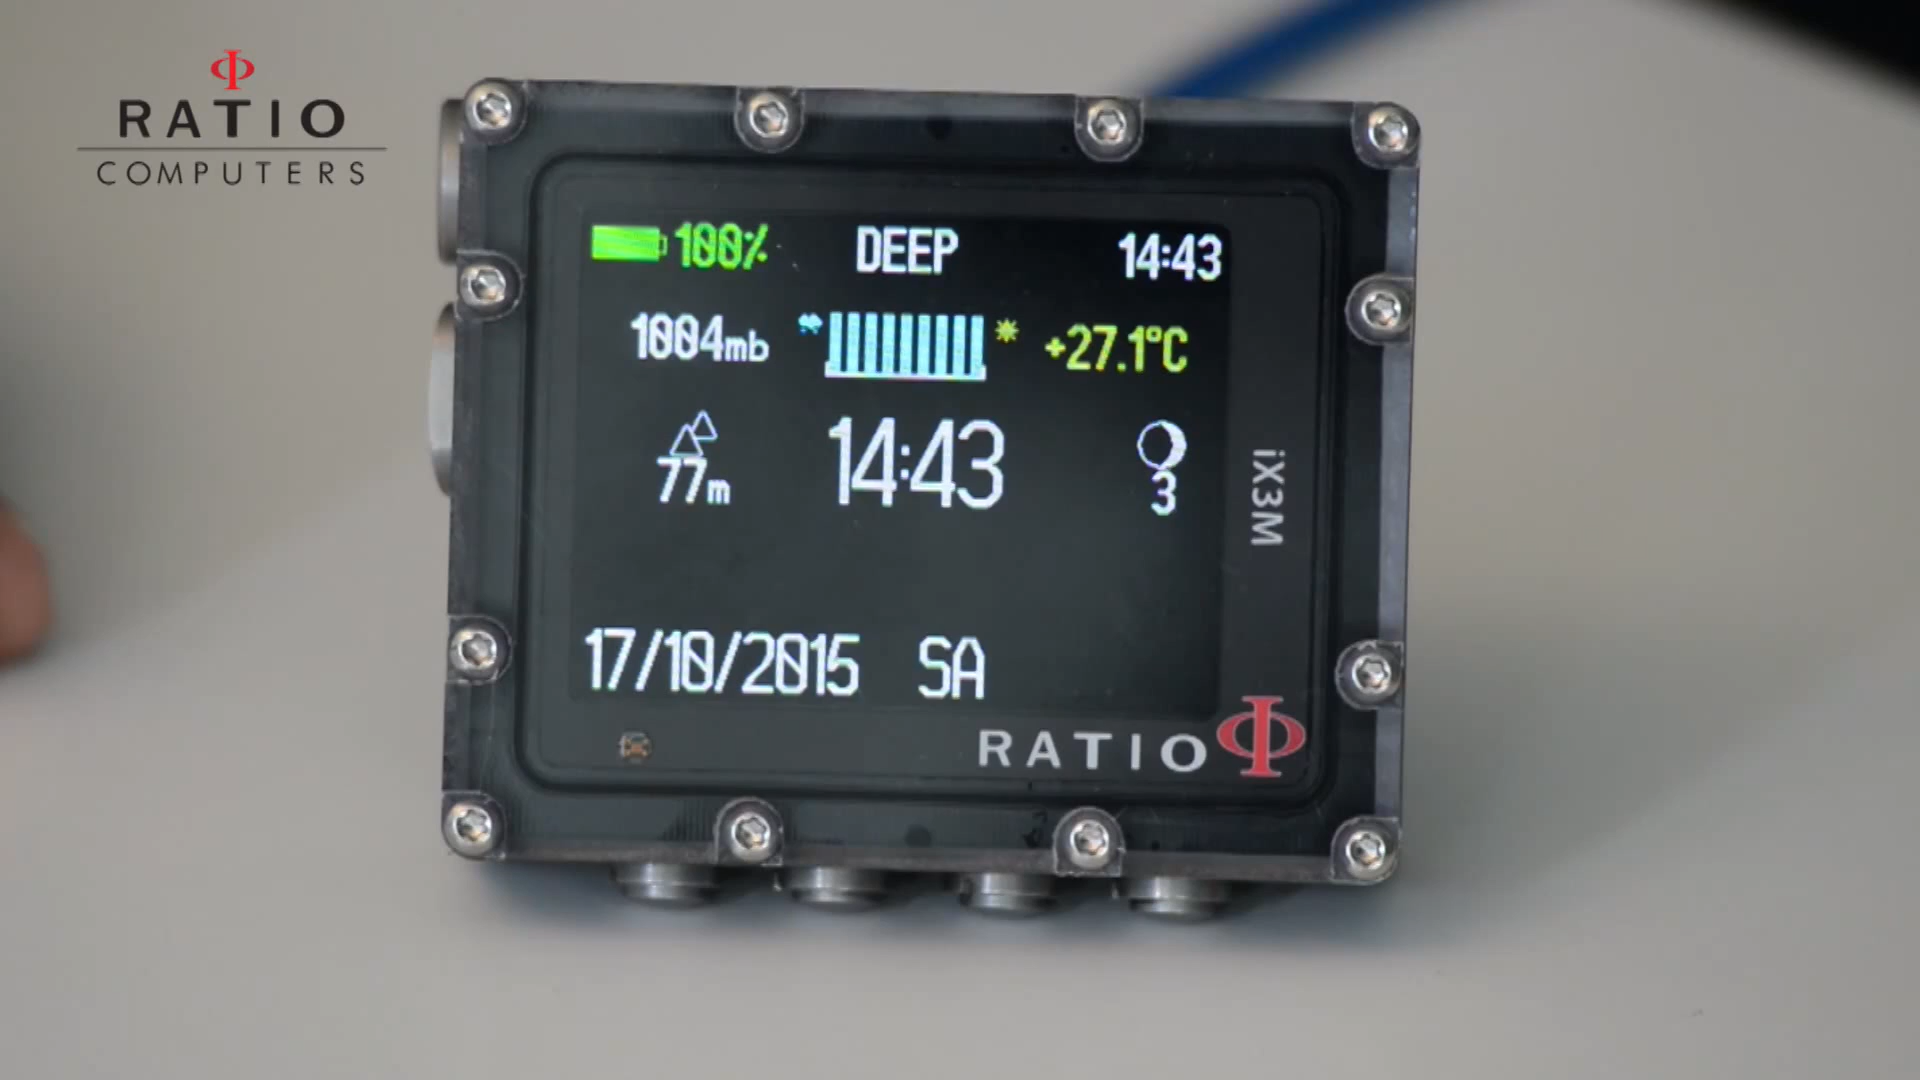 RATIO
COMPUTERS
100% DEEP 14:43
1004mb +27.1°C
77m 14:43 3
iX3M
17/10/2015 SA
RATIO